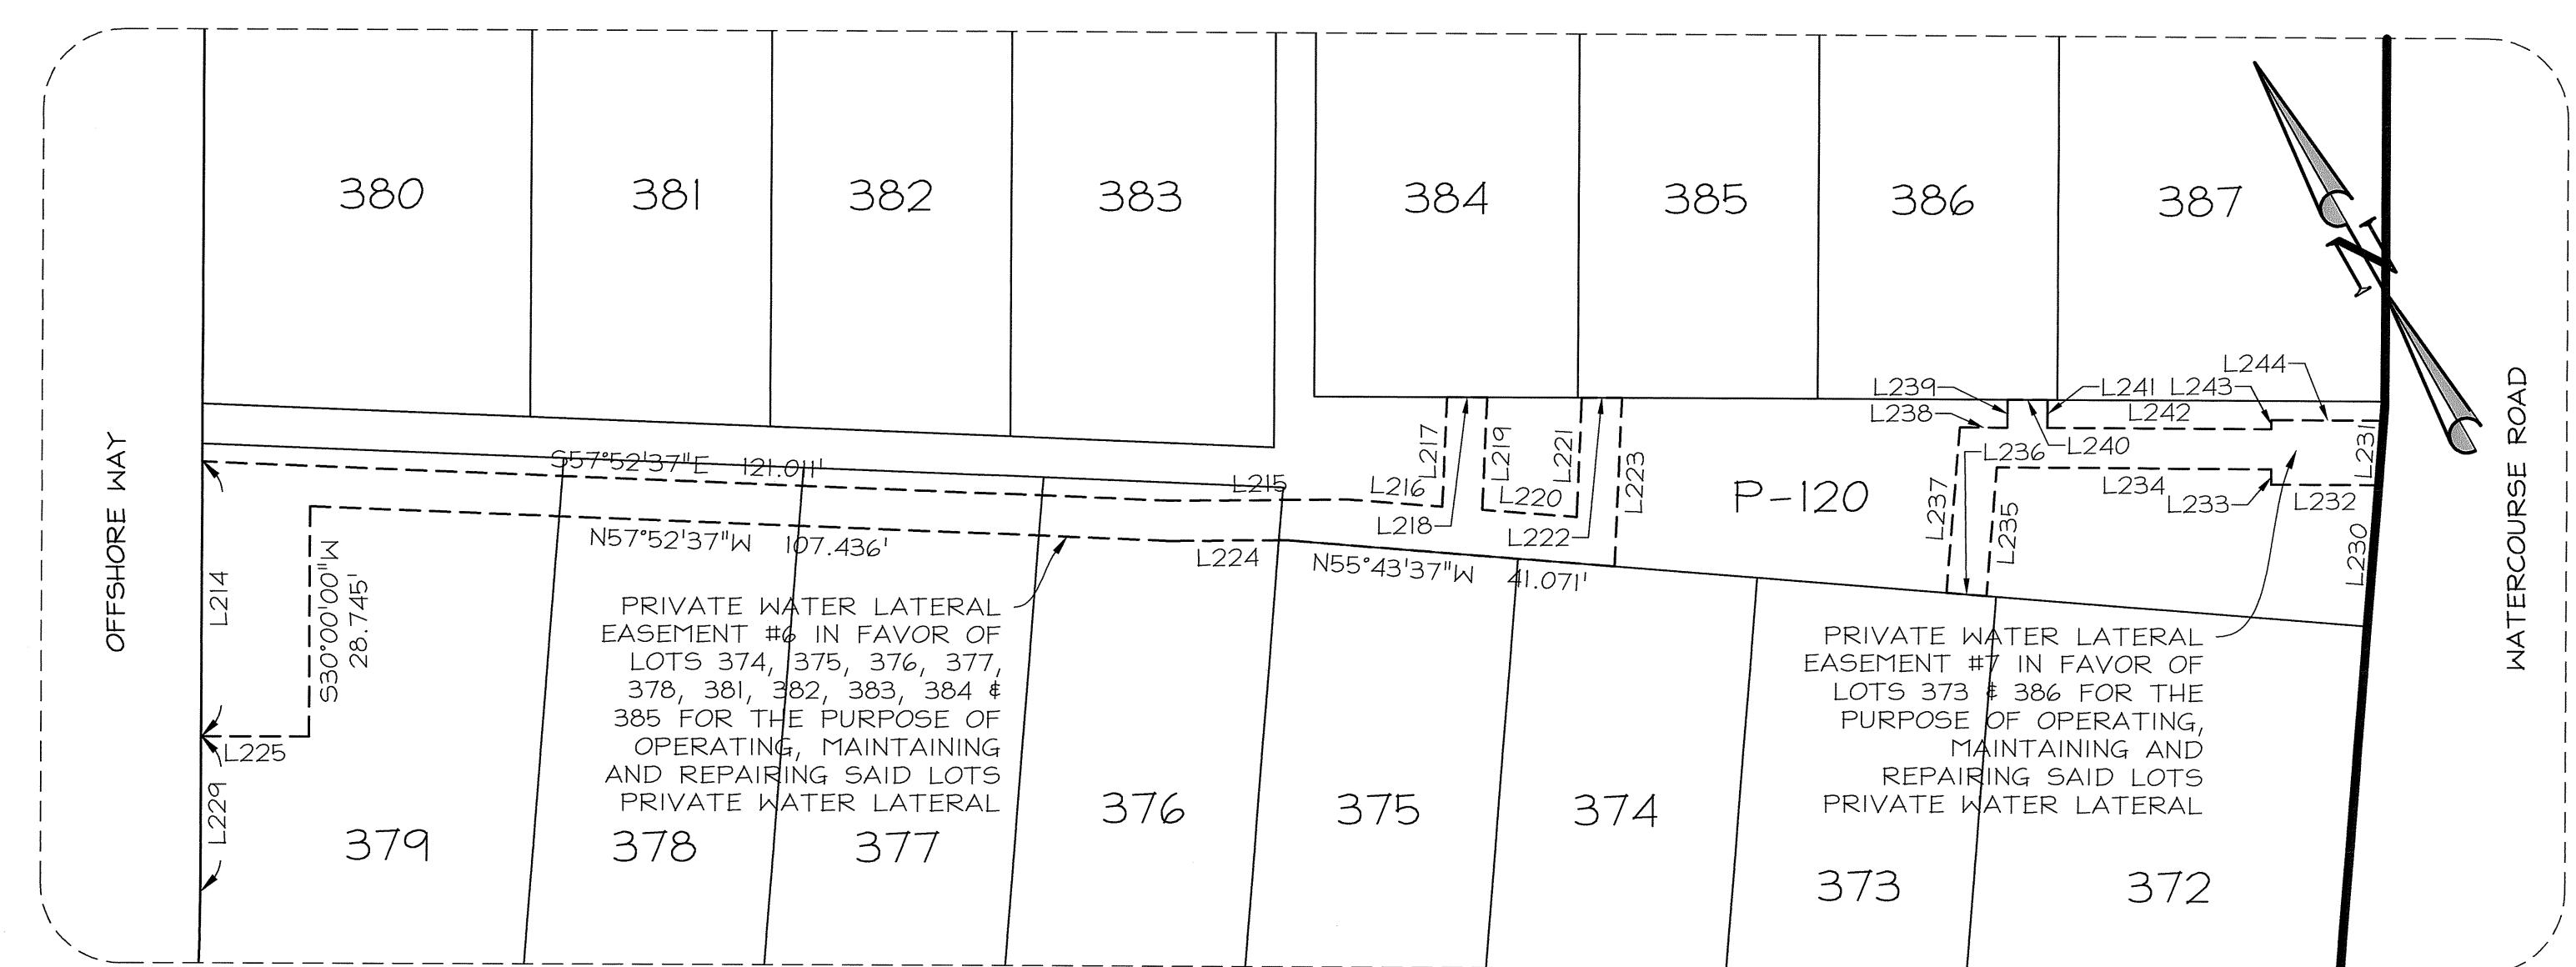 380
381
382
383
384
385
386
387
N
L244
L239
L241
L243
L238
L242
L217
L219
L221
L223
L236
L240
L231
S57°52'37"E 121.011'
L215
L216
L220
P-120
L237
L235
L234
L233
L232
L218
L222
N57°52'37"W 107.436'
L224
N55°43'37"W 41.071'
L230
OFFSHORE WAY
WATERCOURSE ROAD
L214
S30°00'00"W
28.745'
L225
L229
PRIVATE WATER LATERAL
EASEMENT #6 IN FAVOR OF
LOTS 374, 375, 376, 377,
378, 381, 382, 383, 384 &
385 FOR THE PURPOSE OF
OPERATING, MAINTAINING
AND REPAIRING SAID LOTS
PRIVATE WATER LATERAL
PRIVATE WATER LATERAL
EASEMENT #7 IN FAVOR OF
LOTS 373 & 386 FOR THE
PURPOSE OF OPERATING,
MAINTAINING AND
REPAIRING SAID LOTS
PRIVATE WATER LATERAL
379
378
377
376
375
374
373
372